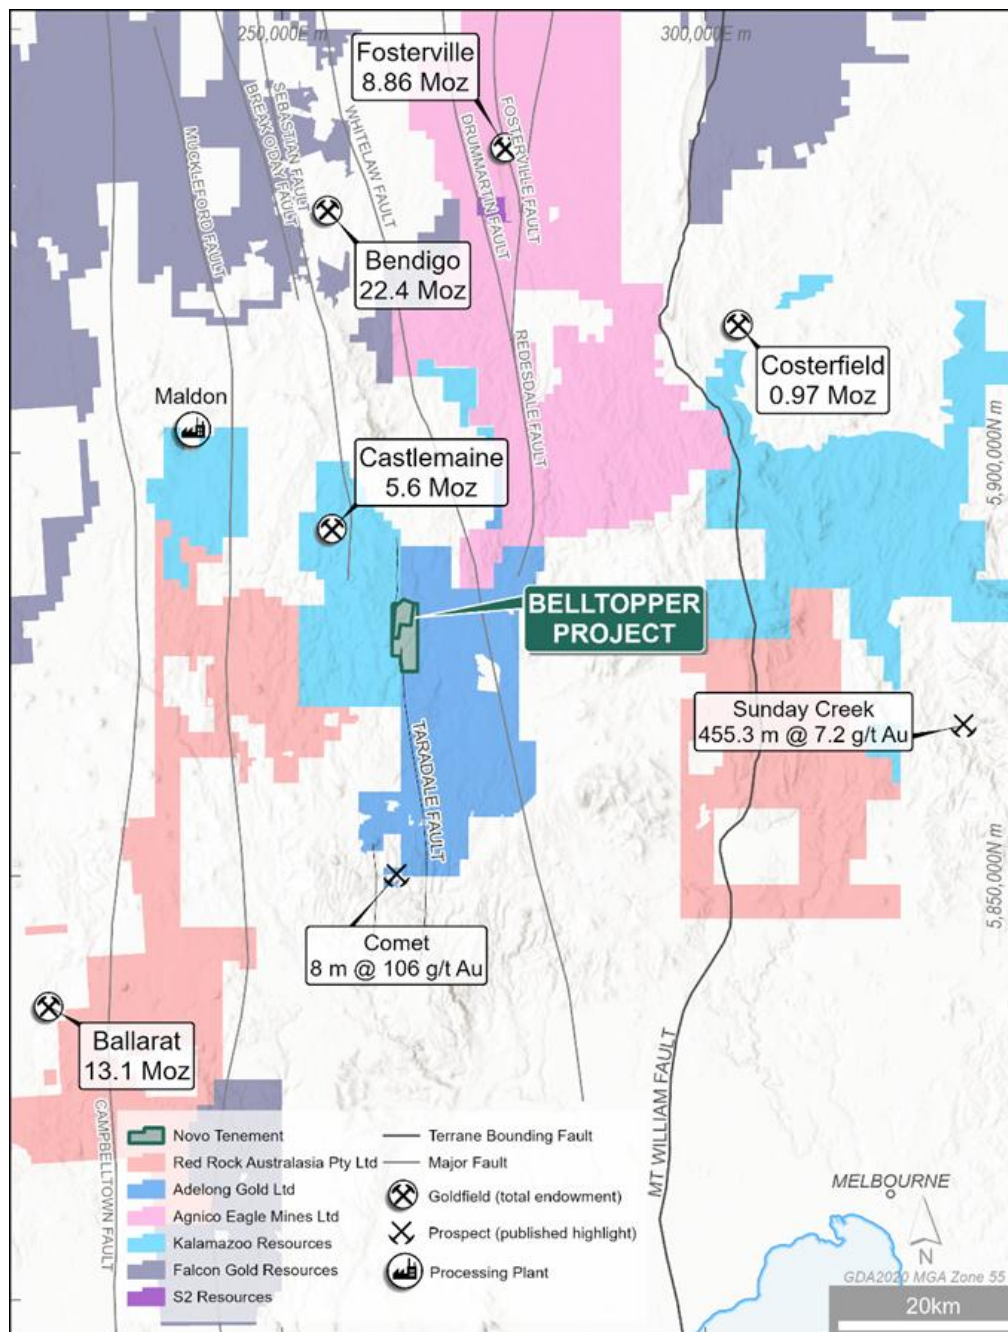 250,000E m
300,000E m
Fosterville
8.86 Moz
SEBASTIAN FAULT
BREAK O'DAY FAULT
WHITELAW FAULT
MUCKLEFORD FAULT
DRUMMARTIN FAULT
FOSTERVILLE FAULT
Bendigo
22.4 Moz
REDESDALE FAULT
Costerfield
0.97 Moz
Maldon
Castlemaine
5.6 Moz
5,900,000N m
BELLTOPPER
PROJECT
Sunday Creek
455.3 m @ 7.2 g/t Au
TARADALE FAULT
5,850,000N m
Comet
8 m @ 106 g/t Au
Ballarat
13.1 Moz
CAMPBELLTOWN FAULT
MT WILLIAM FAULT
Novo Tenement
Red Rock Australasia Pty Ltd
Adelong Gold Ltd
Agnico Eagle Mines Ltd
Kalamazoo Resources
Falcon Gold Resources
S2 Resources
Terrane Bounding Fault
Major Fault
Goldfield (total endowment)
Prospect (published highlight)
Processing Plant
MELBOURNE
N
GDA2020 MGA Zone 55
20km